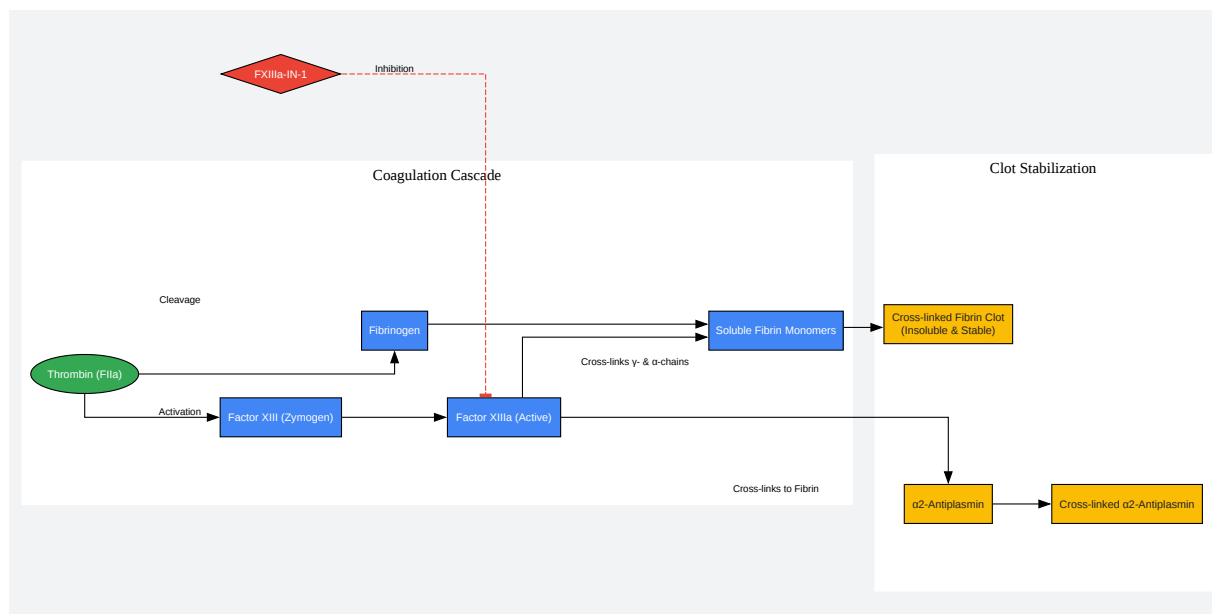 FXIIIa-IN-1
Inhibition
Coagulation Cascade
Clot Stabilization
Cleavage
Fibrinogen
Soluble Fibrin Monomers
Cross-linked Fibrin Clot
(Insoluble & Stable)
Cross-links γ- & α-chains
Thrombin (FIIa)
Activation
Factor XIII (Zymogen)
Factor XIIIa (Active)
Cross-links to Fibrin
α2-Antiplasmin
Cross-linked α2-Antiplasmin